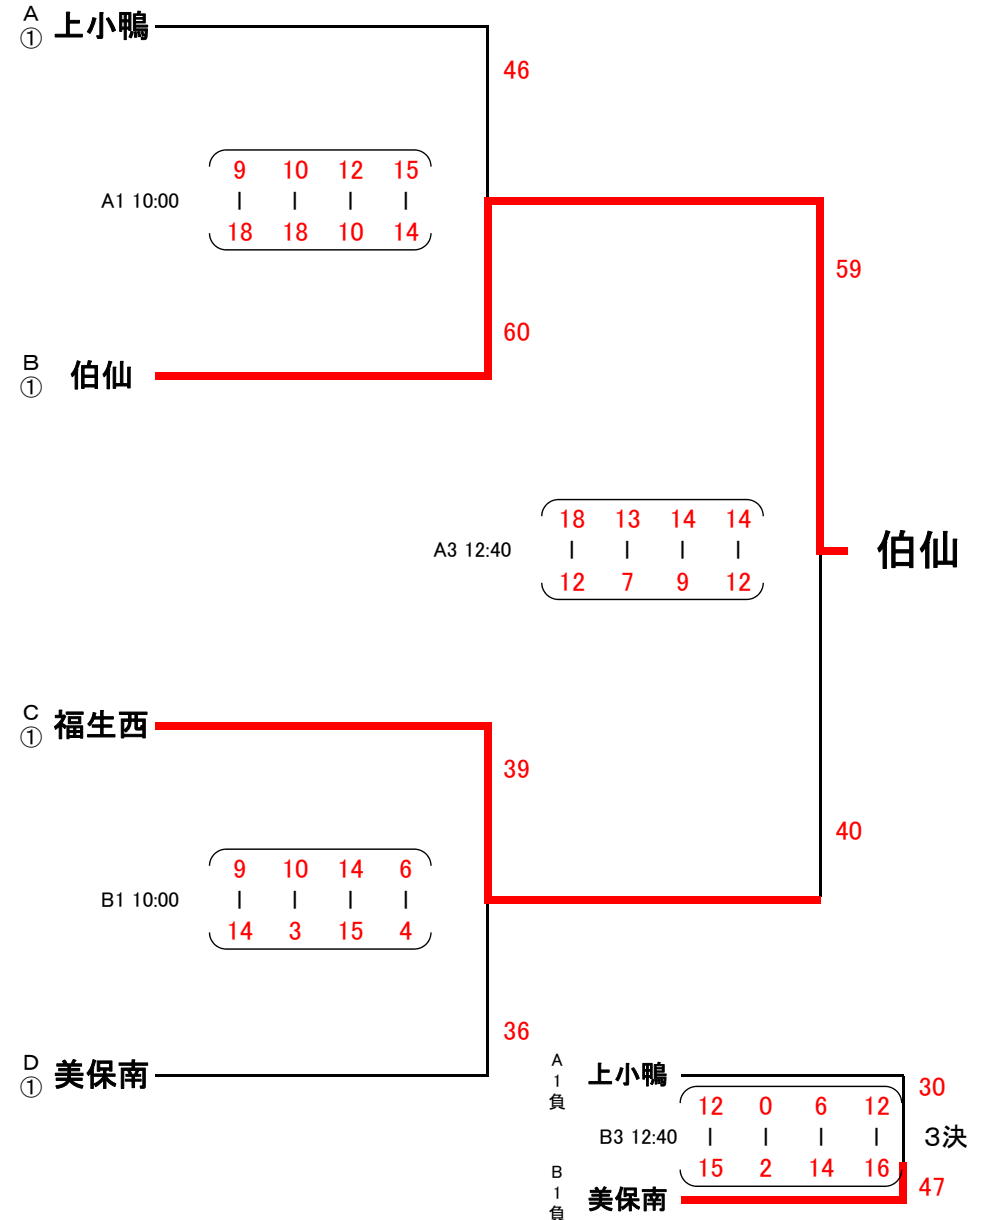 A
① 上小鴨
46
9 10 12 15
A1 10:00 | | | |
18 18 10 14
59
60
B
① 伯仙
18 13 14 14
A3 12:40 | | | |
12 7 9 12
伯仙
C
① 福生西
39
40
9 10 14 6
B1 10:00 | | | |
14 3 15 4
36
D
① 美保南
A
1
負
上小鴨
30
12 0 6 12
B3 12:40 | | | | 3決
15 2 14 16
B
1
負
美保南
47